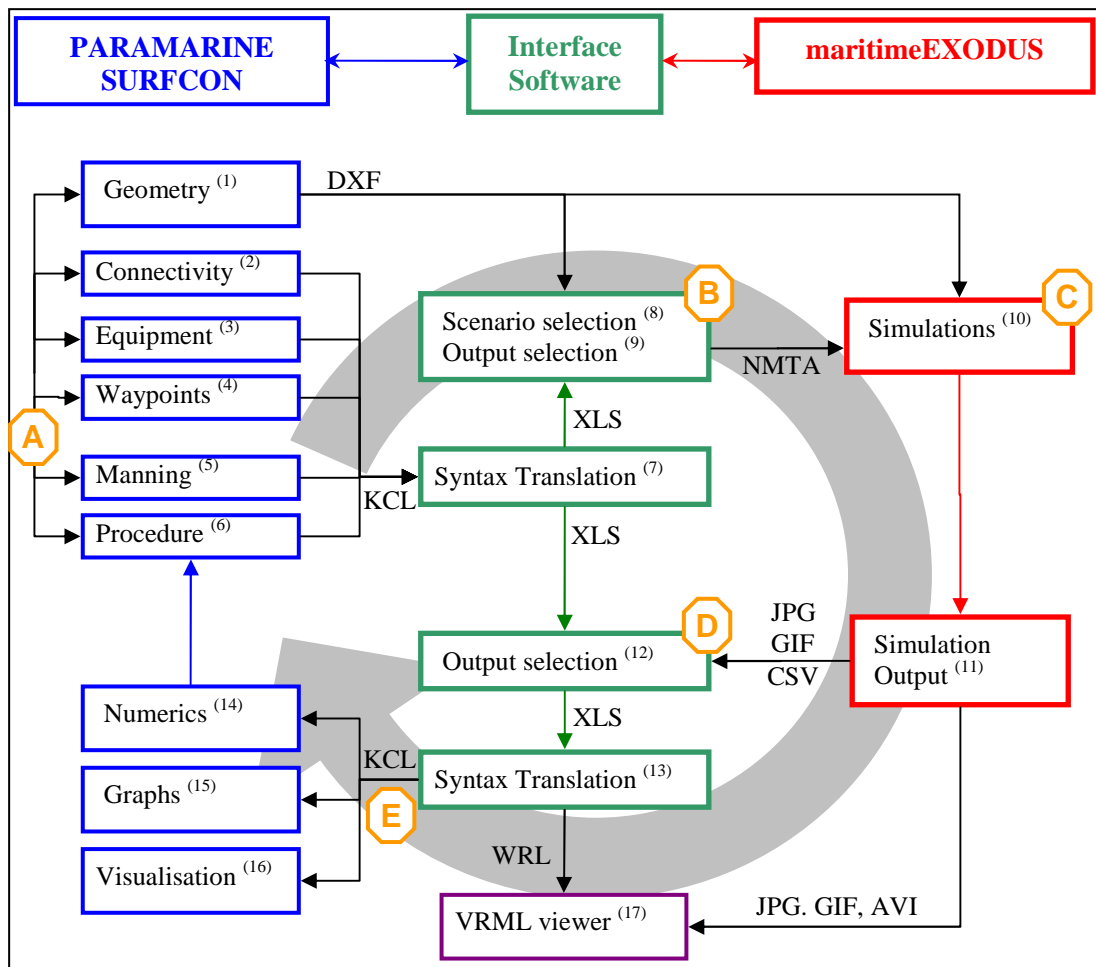 PARAMARINE
SURFCON
Interface
Software
maritimeEXODUS
Geometry (1)
DXF
Connectivity (2)
Equipment (3)
Waypoints (4)
A
Manning (5)
Procedure (6)
KCL
B
Scenario selection (8)
Output selection (9)
NMTA
C
Simulations (10)
XLS
Syntax Translation (7)
XLS
D
Output selection (12)
JPG
GIF
CSV
Simulation
Output (11)
XLS
Numerics (14)
KCL
Syntax Translation (13)
Graphs (15)
E
Visualisation (16)
WRL
VRML viewer (17)
JPG. GIF, AVI